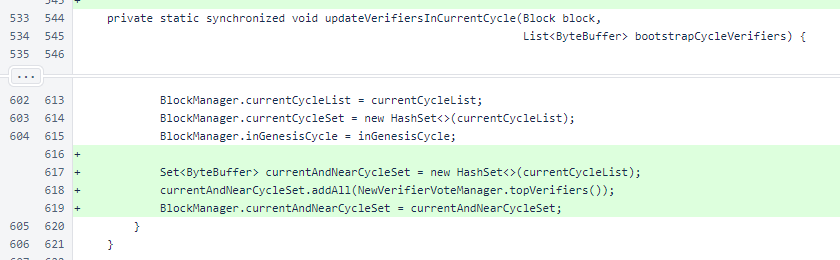 545 +
533 544 private static synchronized void updateVerifiersInCurrentCycle(Block block,
534 545 List<ByteBuffer> bootstrapCycleVerifiers) {
535 546
...
602 613 BlockManager.currentCycleList = currentCycleList;
603 614 BlockManager.currentCycleSet = new HashSet<>(currentCycleList);
604 615 BlockManager.inGenesisCycle = inGenesisCycle;
616 +
617 + Set<ByteBuffer> currentAndNearCycleSet = new HashSet<>(currentCycleList);
618 + currentAndNearCycleSet.addAll(NewVerifierVoteManager.topVerifiers());
619 + BlockManager.currentAndNearCycleSet = currentAndNearCycleSet;
605 620 }
606 621 }